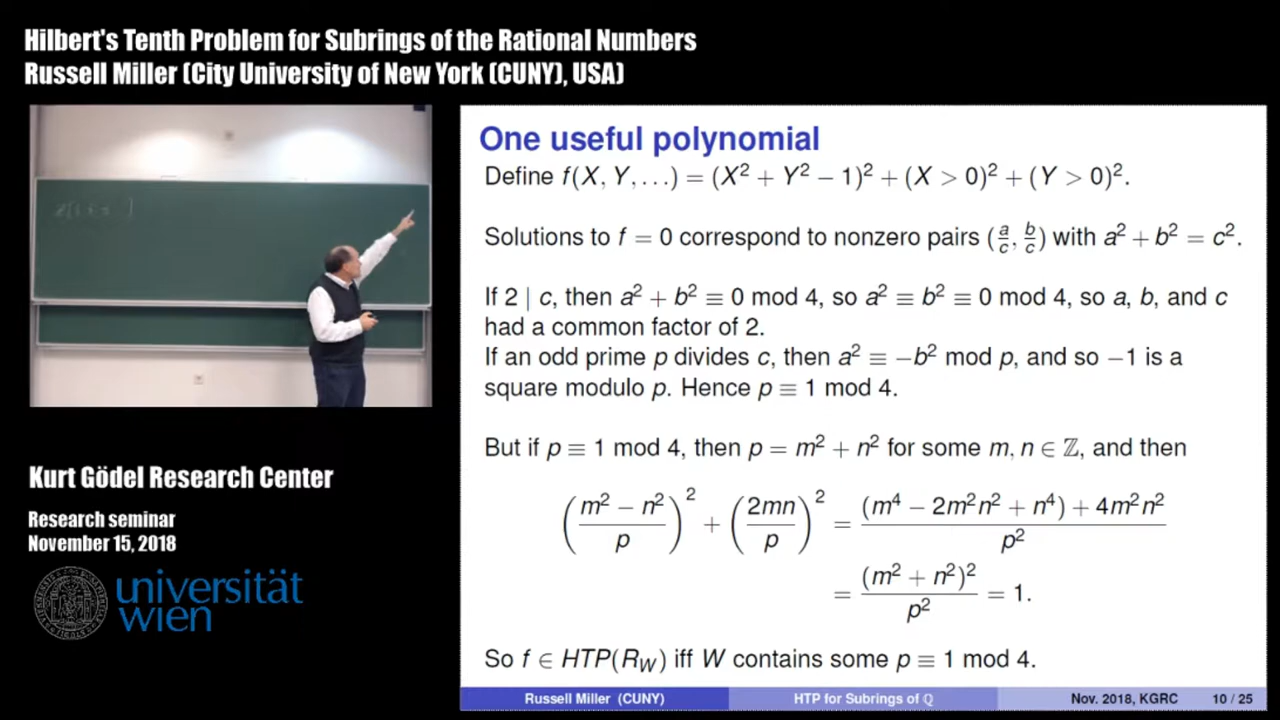 Hilbert's Tenth Problem for Subrings of the Rational Numbers
Russell Miller (City University of New York (CUNY), USA)
One useful polynomial
Define f(X, Y, . . .) = (X² + Y² − 1)² + (X > 0)² + (Y > 0)².
Solutions to f = 0 correspond to nonzero pairs (a/c, b/c) with a² + b² = c².
If 2 | c, then a² + b² ≡ 0 mod 4, so a² ≡ b² ≡ 0 mod 4, so a, b, and c
had a common factor of 2.
If an odd prime p divides c, then a² ≡ −b² mod p, and so −1 is a
square modulo p. Hence p ≡ 1 mod 4.
But if p ≡ 1 mod 4, then p = m² + n² for some m, n ∈ ℤ, and then
((m² − n²)/p)² + (2mn/p)² = ((m⁴ − 2m²n² + n⁴) + 4m²n²)/p²
= (m² + n²)²/p² = 1.
So f ∈ HTP(R_W) iff W contains some p ≡ 1 mod 4.
Russell Miller (CUNY)
HTP for Subrings of ℚ
Nov. 2018, KGRC
10 / 25
Kurt Gödel Research Center
Research seminar
November 15, 2018
universität
wien